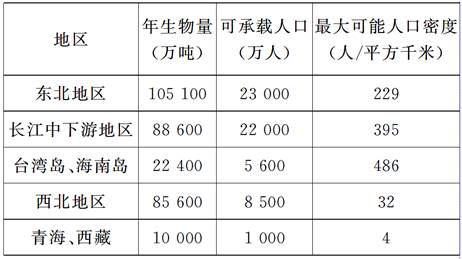 地区 年生物量（万吨） 可承载人口（万人） 最大可能人口密度（人/平方千米）
东北地区 105 100 23 000 229
长江中下游地区 88 600 22 000 395
台湾岛、海南岛 22 400 5 600 486
西北地区 85 600 8 500 32
青海、西藏 10 000 1 000 4